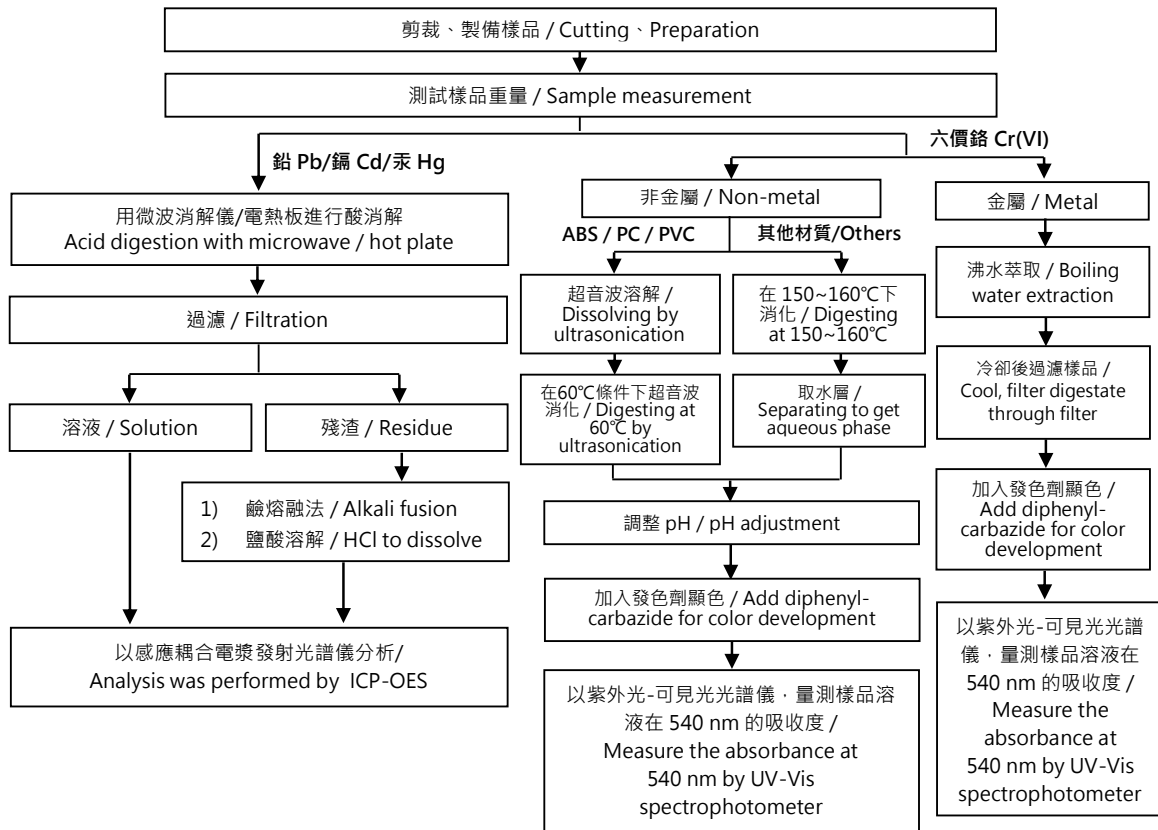 剪裁、製備樣品 / Cutting、Preparation
測試樣品重量 / Sample measurement
鉛 Pb/鎘 Cd/汞 Hg
六價鉻 Cr(VI)
用微波消解儀/電熱板進行酸消解
Acid digestion with microwave / hot plate
過濾 / Filtration
溶液 / Solution
殘渣 / Residue
1) 鹼熔融法 / Alkali fusion
2) 鹽酸溶解 / HCl to dissolve
以感應耦合電漿發射光譜儀分析/
Analysis was performed by ICP-OES
非金屬 / Non-metal
ABS / PC / PVC
其他材質/Others
超音波溶解 /
Dissolving by
ultrasonication
在60℃條件下超音波
消化 / Digesting at
60℃ by
ultrasonication
在 150~160℃下
消化 / Digesting
at 150~160℃
取水層 /
Separating to get
aqueous phase
調整 pH / pH adjustment
加入發色劑顯色 / Add diphenyl-
carbazide for color development
以紫外光-可見光光譜儀，量測樣品溶
液在 540 nm 的吸收度 /
Measure the absorbance at
540 nm by UV-Vis
spectrophotometer
金屬 / Metal
沸水萃取 / Boiling
water extraction
冷卻後過濾樣品 /
Cool, filter digestate
through filter
加入發色劑顯色 /
Add diphenyl-
carbazide for color
development
以紫外光-可見光光譜
儀，量測樣品溶液在
540 nm 的吸收度 /
Measure the
absorbance at
540 nm by UV-Vis
spectrophotometer